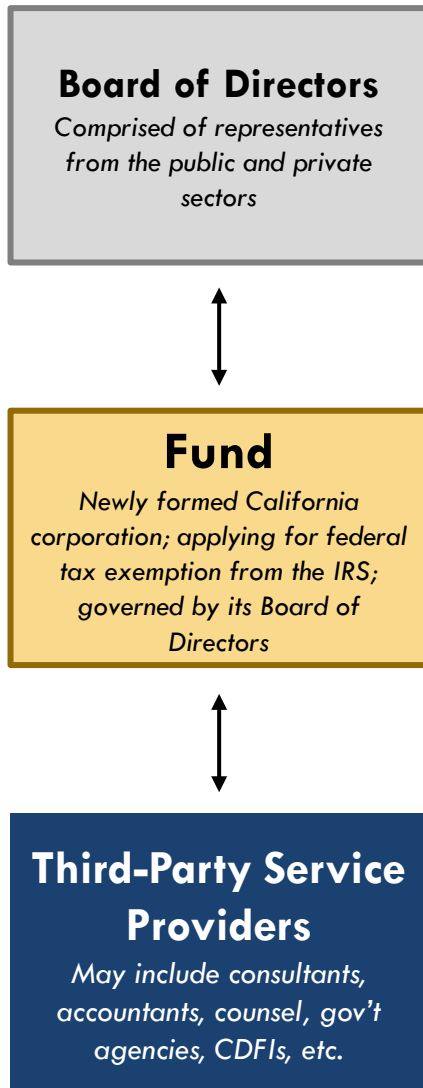 Board of Directors
Comprised of representatives
from the public and private
sectors
Fund
Newly formed California
corporation; applying for federal
tax exemption from the IRS;
governed by its Board of
Directors
Third-Party Service
Providers
May include consultants,
accountants, counsel, gov’t
agencies, CDFIs, etc.